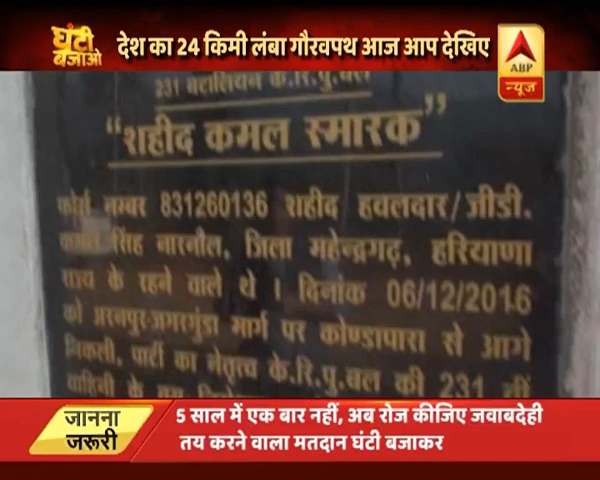 घंटी
बजाओ
देश का 24 किमी लंबा गौरवपथ आज आप देखिए
ABP
न्यूज़
231 बटालियन के.रि.पु.बल
"शहीद कमल स्मारक"
फोर्स नम्बर 831260136 शहीद हवलदार/जीडी.
कमल सिंह नारनौल, जिला महेन्द्रगढ़, हरियाणा
राज्य के रहने वाले थे । दिनांक 06/12/2016
को अरनपुर-जगरगुंडा मार्ग पर कोण्डापारा से आगे
निकली, पार्टी का नेतृत्व के.रि.पु.बल की 231 वीं
वाहिनी के
जानना
जरूरी
5 साल में एक बार नहीं, अब रोज कीजिए जवाबदेही
तय करने वाला मतदान घंटी बजाकर